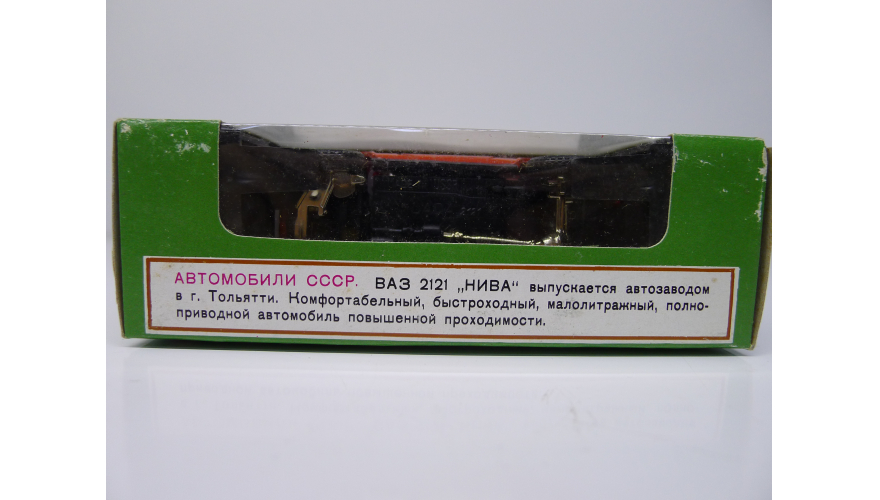 АВТОМОБИЛИ СССР. ВАЗ 2121 „НИВА“ выпускается автозаводом
в г. Тольятти. Комфортабельный, быстроходный, малолитражный, полно-
приводной автомобиль повышенной проходимости.